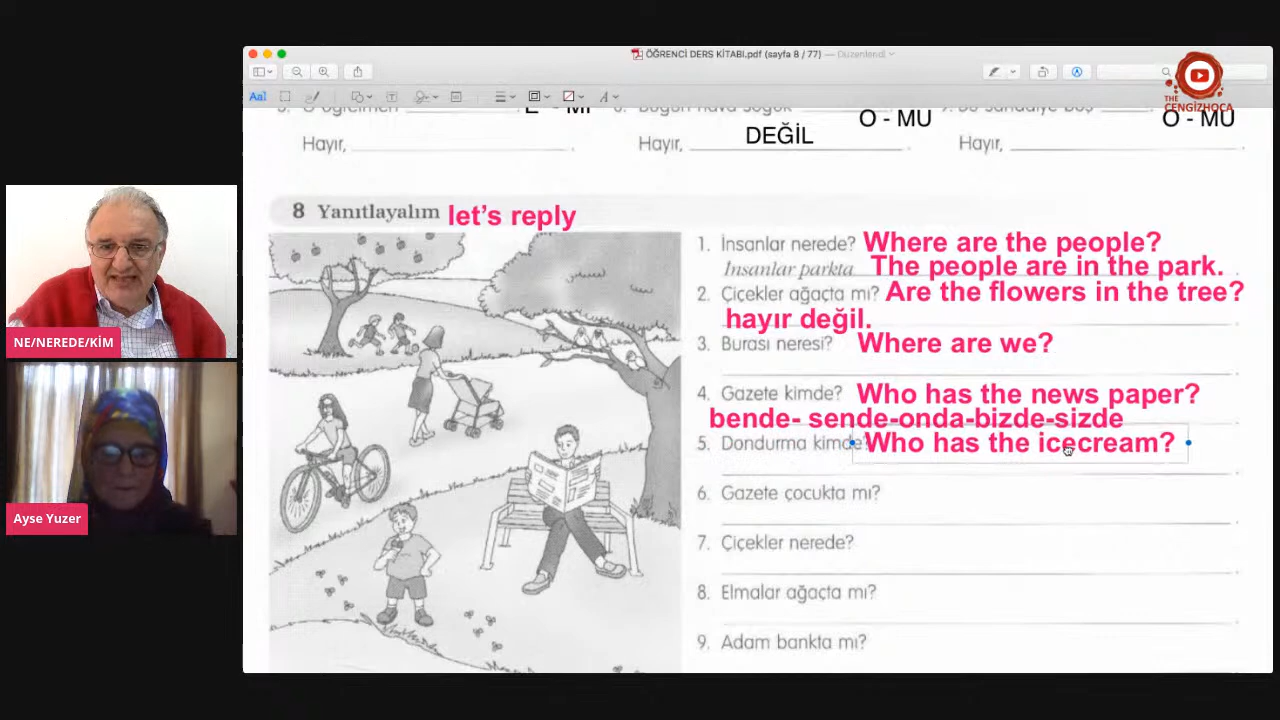 ÖĞRENCİ DERS KİTABI.pdf (sayfa 8 / 77) — Düzenlendi
THE CENGİZHOCA
DEĞİL
O - MU
O - MU
Hayır,
Hayır,
Hayır,
8 Yanıtlayalım let's reply
1. İnsanlar nerede? Where are the people?
İnsanlar parkta The people are in the park.
2. Çiçekler ağaçta mı? Are the flowers in the tree?
hayır değil.
3. Burası neresi? Where are we?
4. Gazete kimde? Who has the news paper?
bende- sende-onda-bizde-sizde
5. Dondurma kimde? Who has the icecream?
6. Gazete çocukta mı?
7. Çiçekler nerede?
8. Elmalar ağaçta mı?
9. Adam bankta mı?
NE/NEREDE/KİM
Ayse Yuzer